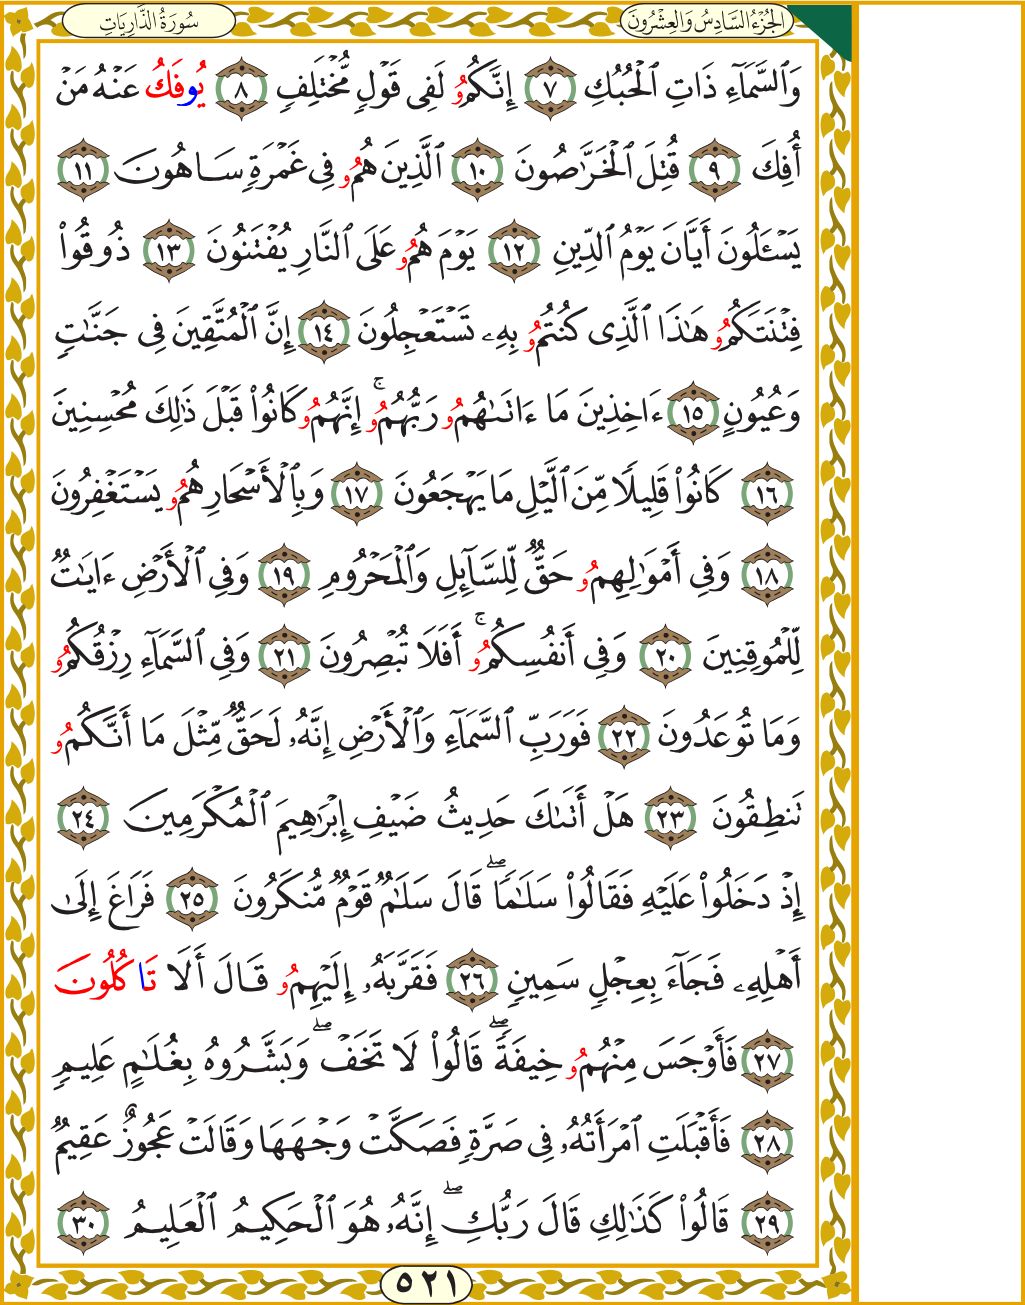 الجُزْءُ السَّادِسُ وَالعِشْرُونَ
سُورَةُ الذَّارِيَاتِ
وَٱلسَّمَآءِ ذَاتِ ٱلْحُبُكِ ٧ إِنَّكُمُۥ لَفِى قَوْلٍ مُّخْتَلِفٍ ٨ يُوفَكُ عَنْهُ مَنْ
أُفِكَ ٩ قُتِلَ ٱلْخَرَّٰصُونَ ١٠ ٱلَّذِينَ هُمُۥ فِى غَمْرَةٍ سَاهُونَ ١١
يَسْـَٔلُونَ أَيَّانَ يَوْمُ ٱلدِّينِ ١٢ يَوْمَ هُمُۥ عَلَى ٱلنَّارِ يُفْتَنُونَ ١٣ ذُوقُوا۟
فِتْنَتَكُمُۥ هَـٰذَا ٱلَّذِى كُنتُمُۥ بِهِۦ تَسْتَعْجِلُونَ ١٤ إِنَّ ٱلْمُتَّقِينَ فِى جَنَّـٰتٍ
وَعُيُونٍ ١٥ ءَاخِذِينَ مَا ءَاتَـٰهُمُۥ رَبُّهُمُۥ ۚ إِنَّهُمُۥ كَانُوا۟ قَبْلَ ذَٰلِكَ مُحْسِنِينَ
١٦ كَانُوا۟ قَلِيلًا مِّنَ ٱلَّيْلِ مَا يَهْجَعُونَ ١٧ وَبِٱلْأَسْحَارِ هُمُۥ يَسْتَغْفِرُونَ
١٨ وَفِى أَمْوَٰلِهِمُۥ حَقٌّ لِّلسَّآئِلِ وَٱلْمَحْرُومِ ١٩ وَفِى ٱلْأَرْضِ ءَايَـٰتٌ
لِّلْمُوقِنِينَ ٢٠ وَفِى أَنفُسِكُمُۥ ۚ أَفَلَا تُبْصِرُونَ ٢١ وَفِى ٱلسَّمَآءِ رِزْقُكُمُۥ
وَمَا تُوعَدُونَ ٢٢ فَوَرَبِّ ٱلسَّمَآءِ وَٱلْأَرْضِ إِنَّهُۥ لَحَقٌّ مِّثْلَ مَا أَنَّكُمُۥ
تَنطِقُونَ ٢٣ هَلْ أَتَىٰكَ حَدِيثُ ضَيْفِ إِبْرَٰهِيمَ ٱلْمُكْرَمِينَ ٢٤
إِذْ دَخَلُوا۟ عَلَيْهِ فَقَالُوا۟ سَلَـٰمًا ۖ قَالَ سَلَـٰمٌ قَوْمٌ مُّنكَرُونَ ٢٥ فَرَاغَ إِلَىٰ
أَهْلِهِۦ فَجَآءَ بِعِجْلٍ سَمِينٍ ٢٦ فَقَرَّبَهُۥ إِلَيْهِمُۥ قَالَ أَلَا تَاكُلُونَ
٢٧ فَأَوْجَسَ مِنْهُمُۥ خِيفَةً ۖ قَالُوا۟ لَا تَخَفْ ۖ وَبَشَّرُوهُ بِغُلَـٰمٍ عَلِيمٍ
٢٨ فَأَقْبَلَتِ ٱمْرَأَتُهُۥ فِى صَرَّةٍ فَصَكَّتْ وَجْهَهَا وَقَالَتْ عَجُوزٌ عَقِيمٌ
٢٩ قَالُوا۟ كَذَٰلِكِ قَالَ رَبُّكِ ۖ إِنَّهُۥ هُوَ ٱلْحَكِيمُ ٱلْعَلِيمُ ٣٠
٥٢١